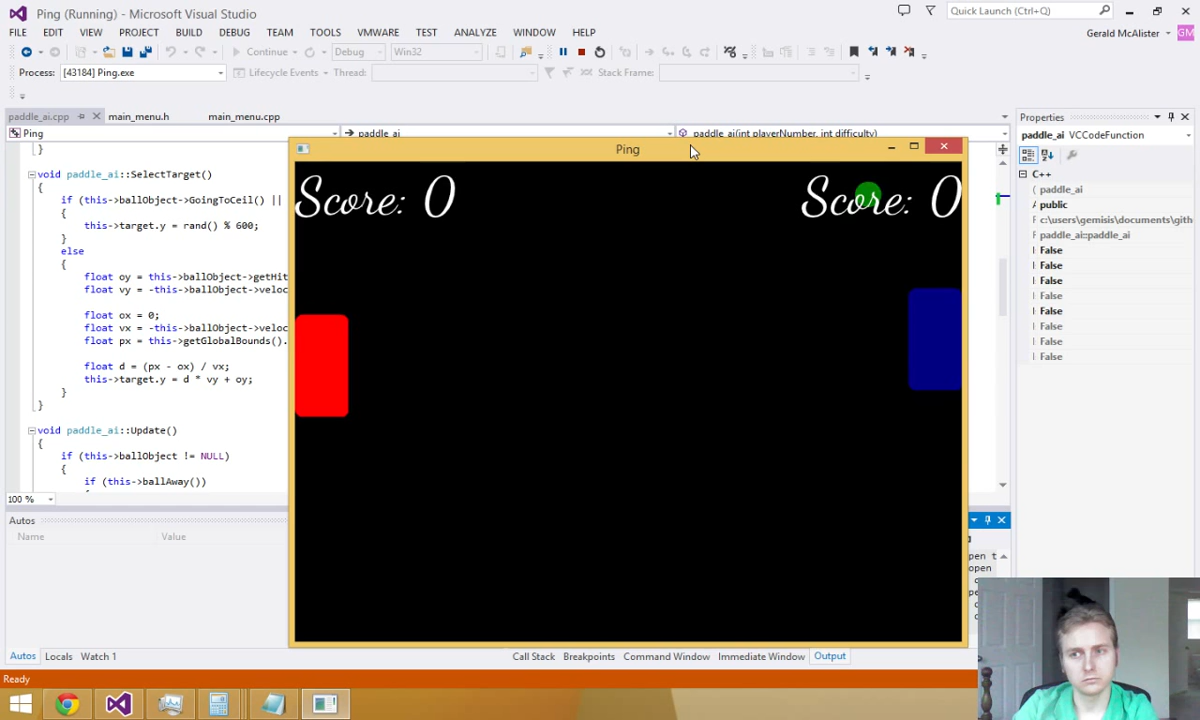 Ping (Running) - Microsoft Visual Studio
Quick Launch (Ctrl+Q)
FILE EDIT VIEW PROJECT BUILD DEBUG TEAM TOOLS VMWARE TEST ANALYZE WINDOW HELP
Gerald McAlister GM
Continue Debug Win32
Process: [43184] Ping.exe Lifecycle Events Thread: Stack Frame:
paddle_ai.cpp main_menu.h main_menu.cpp
Ping paddle_ai paddle_ai(int playerNumber, int difficulty)
}
void paddle_ai::SelectTarget()
{
if (this->ballObject->GoingToCeil() ||
{
this->target.y = rand() % 600;
}
else
{
float oy = this->ballObject->getHit
float vy = -this->ballObject->veloc
float ox = 0;
float vx = -this->ballObject->veloc
float px = this->getGlobalBounds().
float d = (px - ox) / vx;
this->target.y = d * vy + oy;
}
}
void paddle_ai::Update()
{
if (this->ballObject != NULL)
{
if (this->ballAway())
{
100 %
Ping
Score: 0 Score: 0
Properties
paddle_ai VCCodeFunction
C++
paddle_ai
public
c:\users\gemisis\documents\gith
paddle_ai::paddle_ai
False
False
False
False
False
False
False
False
Autos
Name Value
pen t
open
Autos Locals Watch 1
Call Stack Breakpoints Command Window Immediate Window Output
Ready